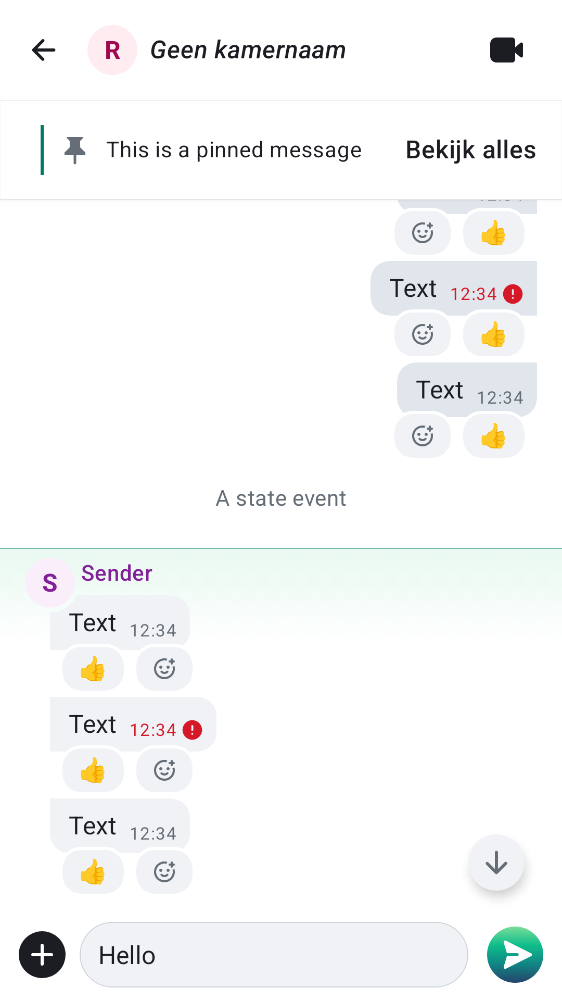 R Geen kamernaam
This is a pinned message Bekijk alles
Text 12:34
Text 12:34
A state event
S Sender
Text 12:34
Text 12:34
Text 12:34
Hello